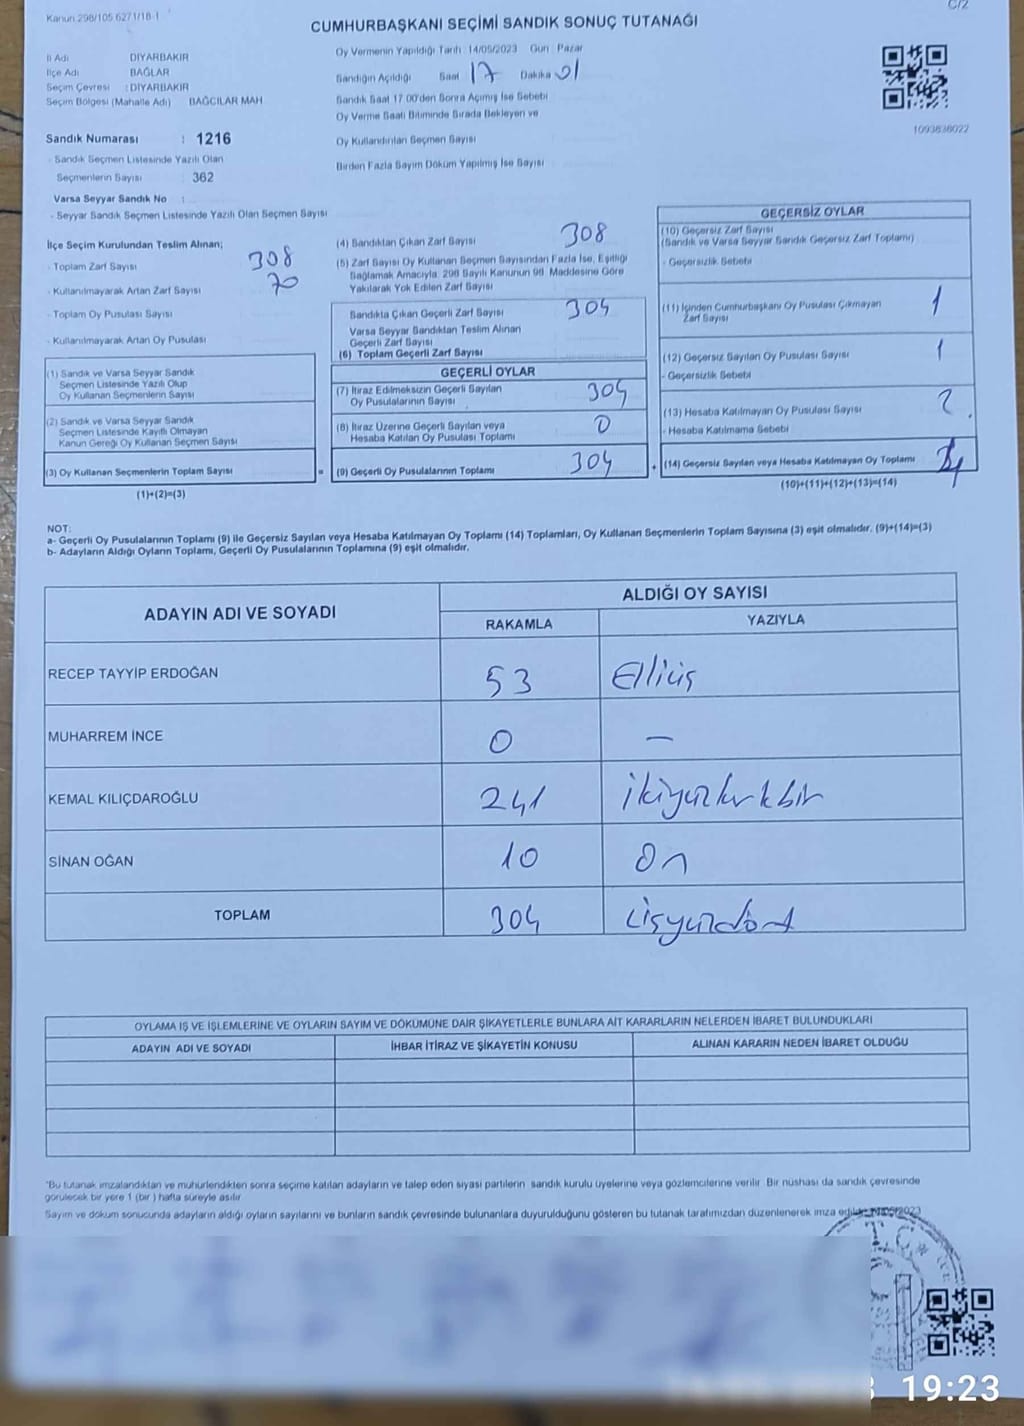 Kanun 298/105 6271/18-1
C/2
CUMHURBAŞKANI SEÇİMİ SANDIK SONUÇ TUTANAĞI
İl Adı DİYARBAKIR
İlçe Adı BAĞLAR
Seçim Çevresi : DİYARBAKIR
Seçim Bölgesi (Mahalle Adı) BAĞCILAR MAH
Sandık Numarası : 1216
- Sandık Seçmen Listesinde Yazılı Olan
Seçmenlerin Sayısı 362
Varsa Seyyar Sandık No :
- Seyyar Sandık Seçmen Listesinde Yazılı Olan Seçmen Sayısı
Oy Vermenin Yapıldığı Tarih : 14/05/2023 Gün : Pazar
Sandığın Açıldığı Saat 17 Dakika 01
Sandık Saat 17 00'den Sonra Açılmış İse Sebebi
Oy Verme Saati Bitiminde Sırada Bekleyen ve
Oy Kullandırılan Seçmen Sayısı
Birden Fazla Sayım Döküm Yapılmış İse Sayısı
1093636022
İlçe Seçim Kurulundan Teslim Alınan;
- Toplam Zarf Sayısı 308
- Kullanılmayarak Artan Zarf Sayısı 70
- Toplam Oy Pusulası Sayısı
- Kullanılmayarak Artan Oy Pusulası
(1) Sandık ve Varsa Seyyar Sandık
Seçmen Listesinde Yazılı Olup
Oy Kullanan Seçmenlerin Sayısı
(2) Sandık ve Varsa Seyyar Sandık
Seçmen Listesinde Kayıtlı Olmayan
Kanun Gereği Oy Kullanan Seçmen Sayısı
(3) Oy Kullanan Seçmenlerin Toplam Sayısı
(1)+(2)=(3)
(4) Sandıktan Çıkan Zarf Sayısı 308
(5) Zarf Sayısı Oy Kullanan Seçmen Sayısından Fazla İse, Eşitliği
Bağlamak Amacıyla 298 Sayılı Kanunun 98. Maddesine Göre
Yakılarak Yok Edilen Zarf Sayısı
Sandıkta Çıkan Geçerli Zarf Sayısı 304
Varsa Seyyar Sandıktan Teslim Alınan
Geçerli Zarf Sayısı
(6) Toplam Geçerli Zarf Sayısı
GEÇERLİ OYLAR
(7) İtiraz Edilmeksizin Geçerli Sayılan
Oy Pusulalarının Sayısı 304
(8) İtiraz Üzerine Geçerli Sayılan veya
Hesaba Katılan Oy Pusulası Toplamı 0
= (9) Geçerli Oy Pusulalarının Toplamı 304 +
GEÇERSİZ OYLAR
(10) Geçersiz Zarf Sayısı
(Sandık ve Varsa Seyyar Sandık Geçersiz Zarf Toplamı)
- Geçersizlik Sebebi
(11) İçinden Cumhurbaşkanı Oy Pusulası Çıkmayan
Zarf Sayısı 1
(12) Geçersiz Sayılan Oy Pusulası Sayısı 1
- Geçersizlik Sebebi
(13) Hesaba Katılmayan Oy Pusulası Sayısı 2
- Hesaba Katılmama Sebebi
(14) Geçersiz Sayılan veya Hesaba Katılmayan Oy Toplamı 4
(10)+(11)+(12)+(13)=(14)
NOT:
a- Geçerli Oy Pusulalarının Toplamı (9) ile Geçersiz Sayılan veya Hesaba Katılmayan Oy Toplamı (14) Toplamları, Oy Kullanan Seçmenlerin Toplam Sayısına (3) eşit olmalıdır. (9)+(14)=(3)
b- Adayların Aldığı Oyların Toplamı, Geçerli Oy Pusulalarının Toplamına (9) eşit olmalıdır.
ADAYIN ADI VE SOYADI
ALDIĞI OY SAYISI
RAKAMLA YAZIYLA
RECEP TAYYİP ERDOĞAN 53 Elliüç
MUHARREM İNCE 0 —
KEMAL KILIÇDAROĞLU 241 ikiyüzkırkbir
SİNAN OĞAN 10 On
TOPLAM 304 üçyüzdört
OYLAMA İŞ VE İŞLEMLERİNE VE OYLARIN SAYIM VE DÖKÜMÜNE DAİR ŞİKAYETLERLE BUNLARA AİT KARARLARIN NELERDEN İBARET BULUNDUKLARI
ADAYIN ADI VE SOYADI İHBAR İTİRAZ VE ŞİKAYETİN KONUSU ALINAN KARARIN NEDEN İBARET OLDUĞU
*Bu tutanak imzalandıktan ve mühürlendikten sonra seçime katılan adayların ve talep eden siyasi partilerin sandık kurulu üyelerine veya gözlemcilerine verilir. Bir nüshası da sandık çevresinde
görülecek bir yere 1 (bir) hafta süreyle asılır
Sayım ve döküm sonucunda adayların aldığı oyların sayılarını ve bunların sandık çevresinde bulunanlara duyurulduğunu gösteren bu tutanak tarafımızdan düzenlenerek imza
T.C.
19:23